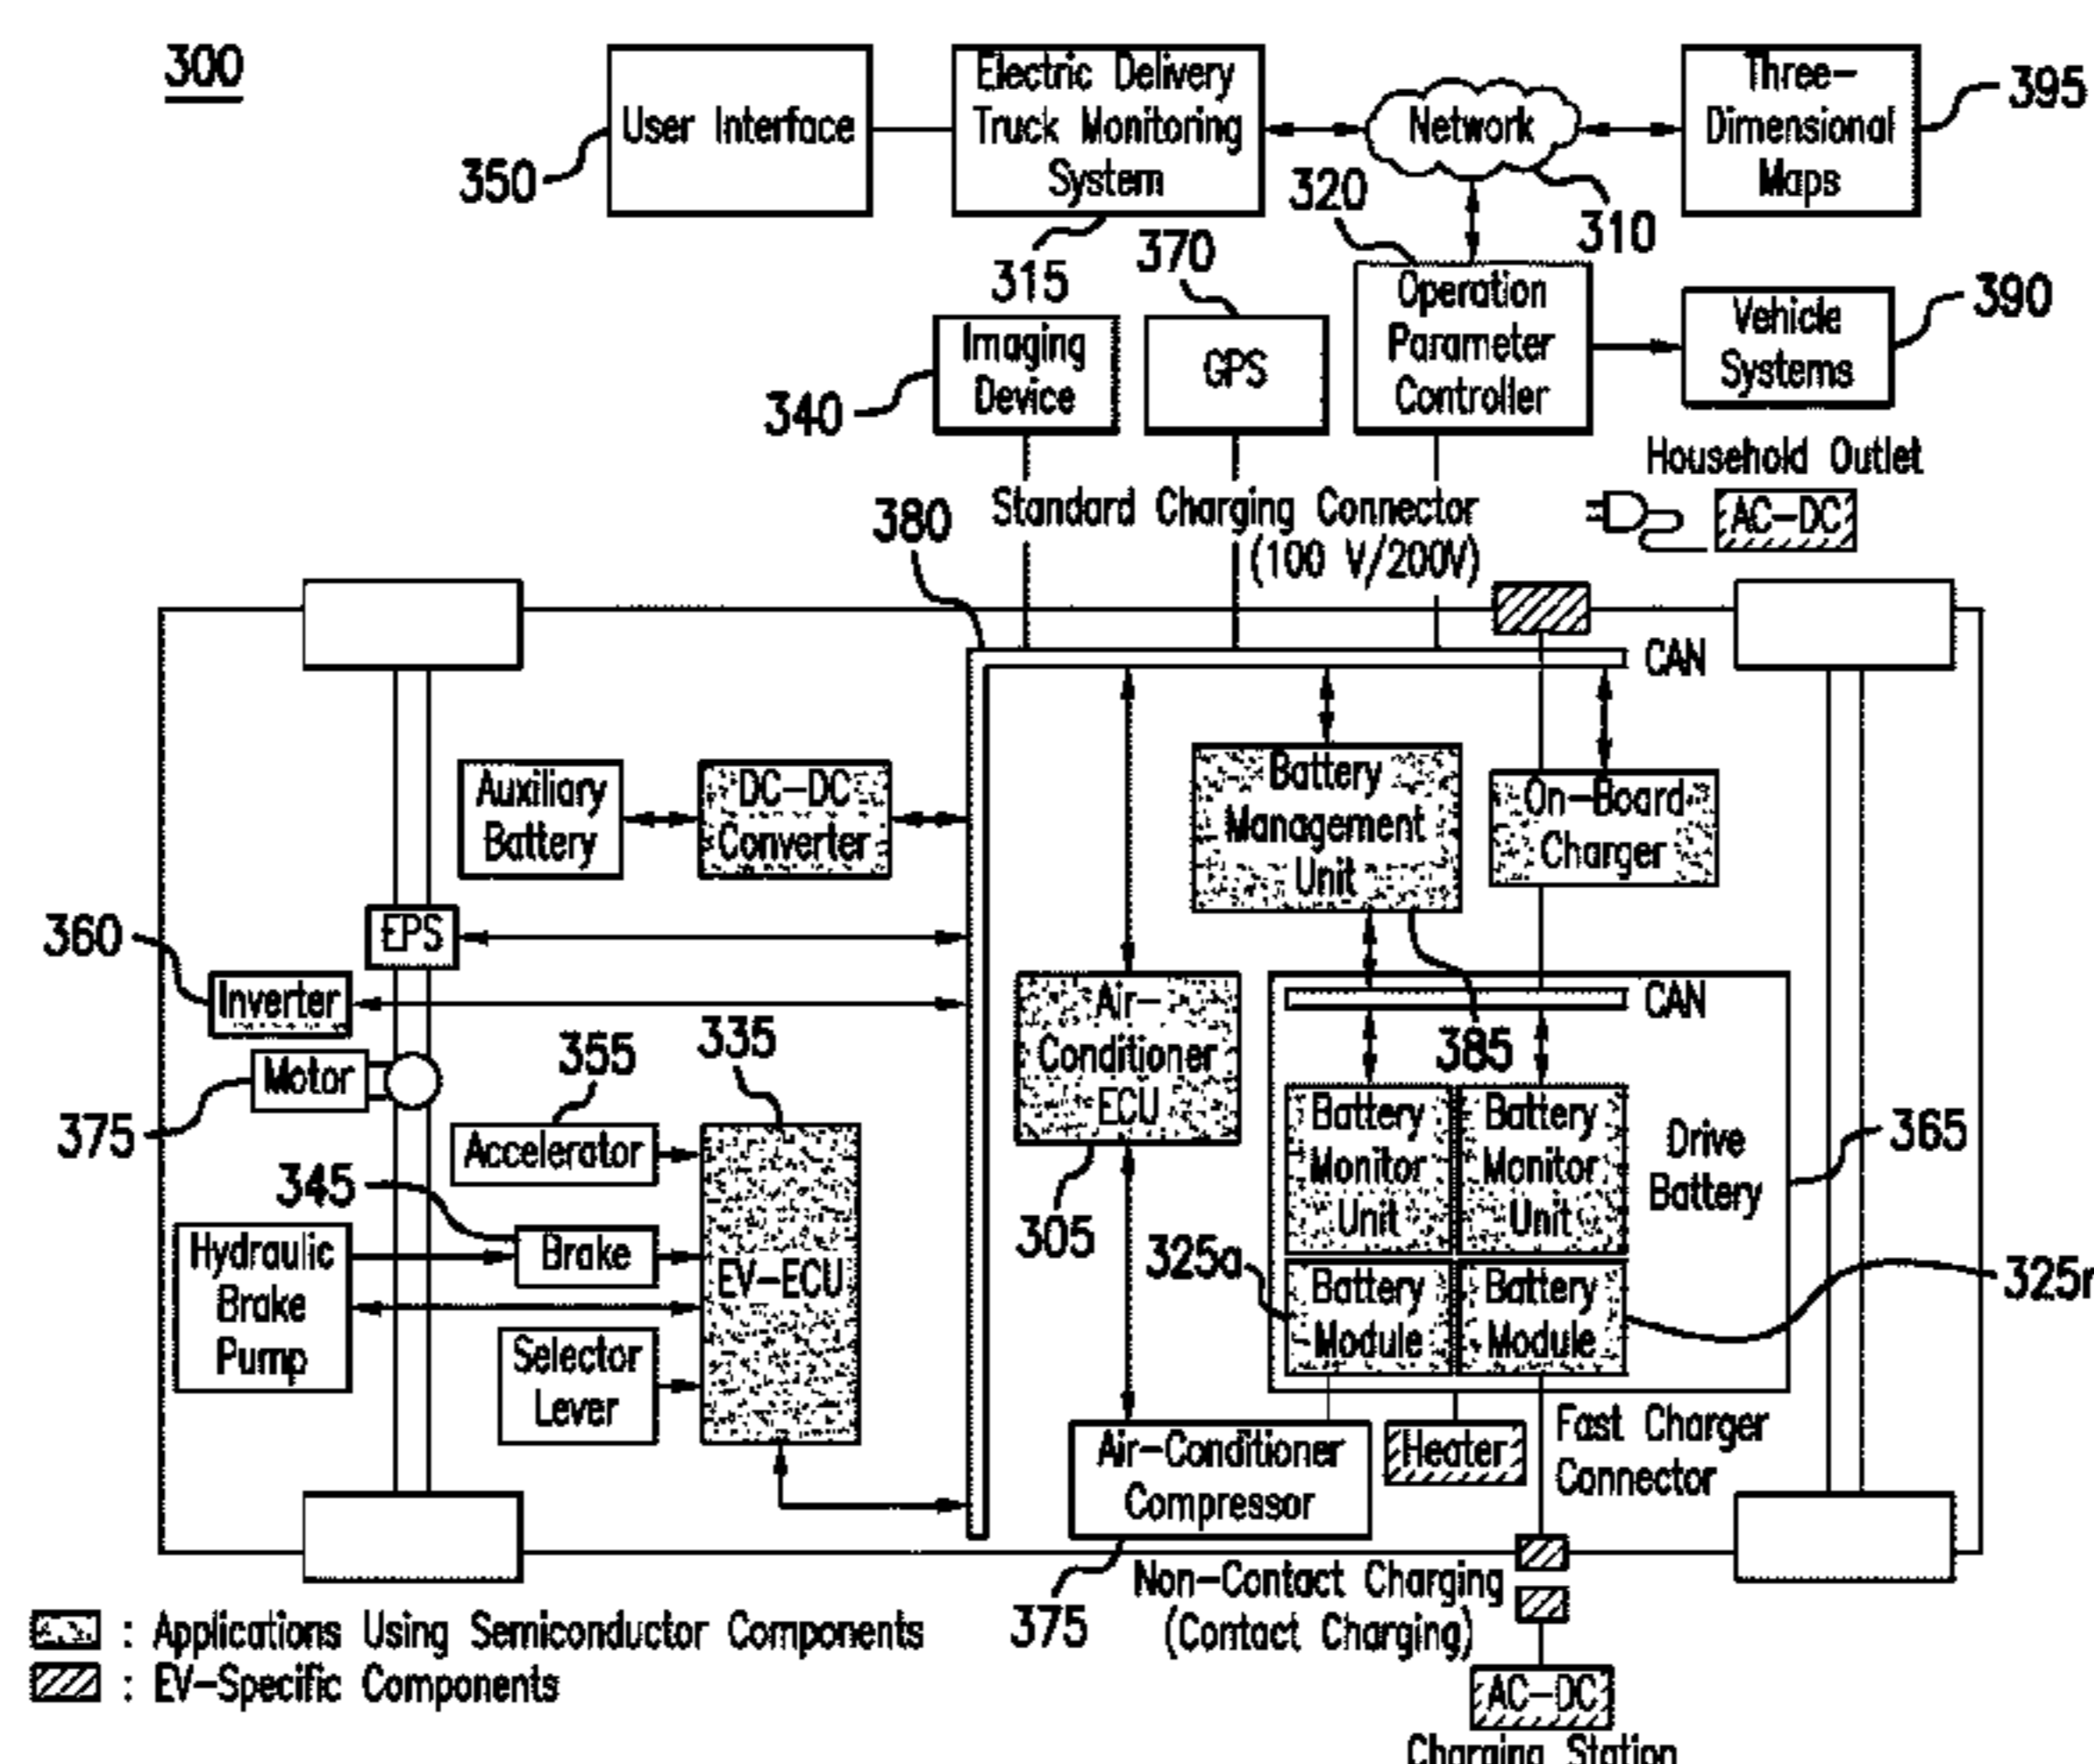 300
User Interface
350
Electric Delivery
Truck Monitoring
System
315
Network
310
Three-
Dimensional
Maps
395
320
Operation
Parameter
Controller
Vehicle
Systems
390
370
GPS
Imaging
Device
340
Household Outlet
AC-DC
Standard Charging Connector
(100 V/200V)
380
CAN
Auxiliary
Battery
DC-DC
Converter
Battery
Management
Unit
385
On-Board
Charger
EPS
360
Inverter
Motor
375
355
Accelerator
335
EV-ECU
345
Brake
Hydraulic
Brake
Pump
Selector
Lever
Air-
Conditioner
ECU
305
CAN
Battery
Monitor
Unit
Battery
Monitor
Unit
Drive
Battery
365
325a
Battery
Module
Battery
Module
325n
Air-Conditioner
Compressor
375
Heater
Fast Charger
Connector
Non-Contact Charging
(Contact Charging)
AC-DC
Charging Station
: Applications Using Semiconductor Components
: EV-Specific Components